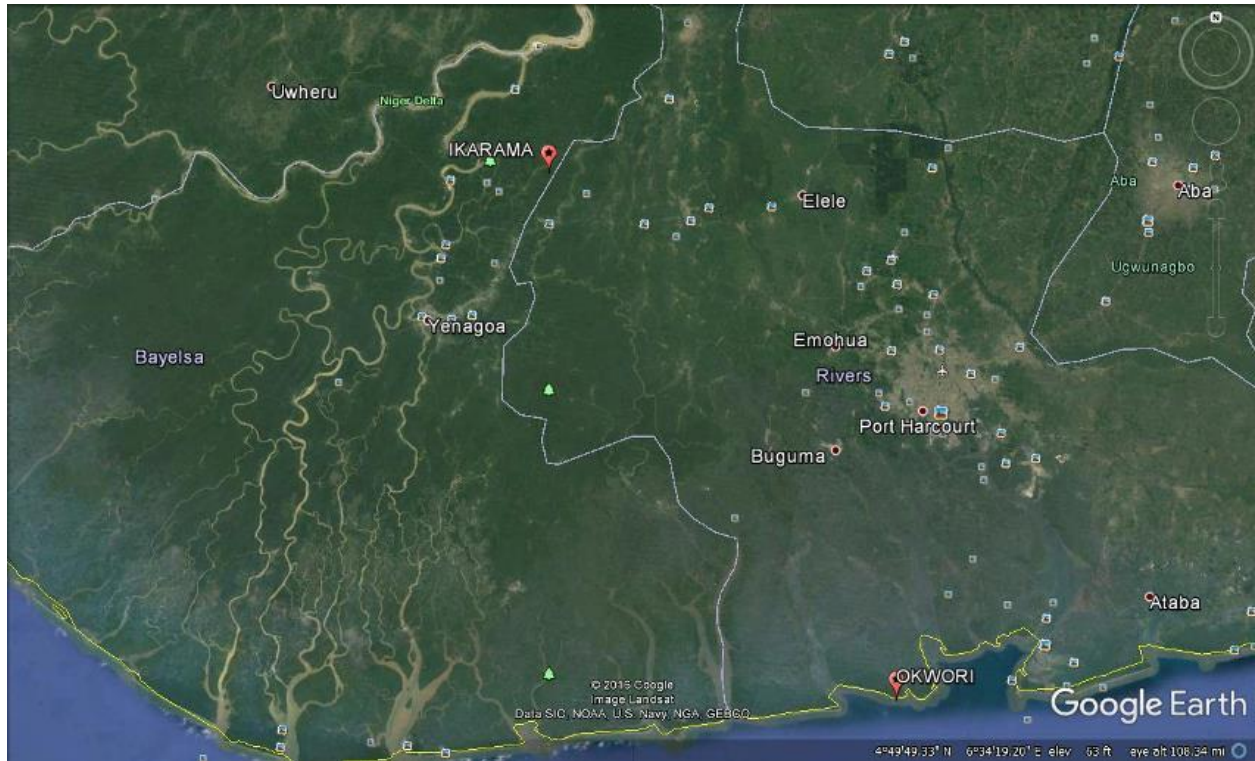 N
Uwheru
Niger Delta
IKARAMA
Aba
Aba
Elele
Ugwunagbo
Yenagoa
Emohua
Bayelsa
Rivers
Port Harcourt
Buguma
Ataba
OKWORI
© 2016 Google
Image Landsat
Data SIO, NOAA, U.S. Navy, NGA, GEBCO
Google Earth
4°49'49.33" N 6°34'19.20" E elev 63 ft eye alt 108.34 mi